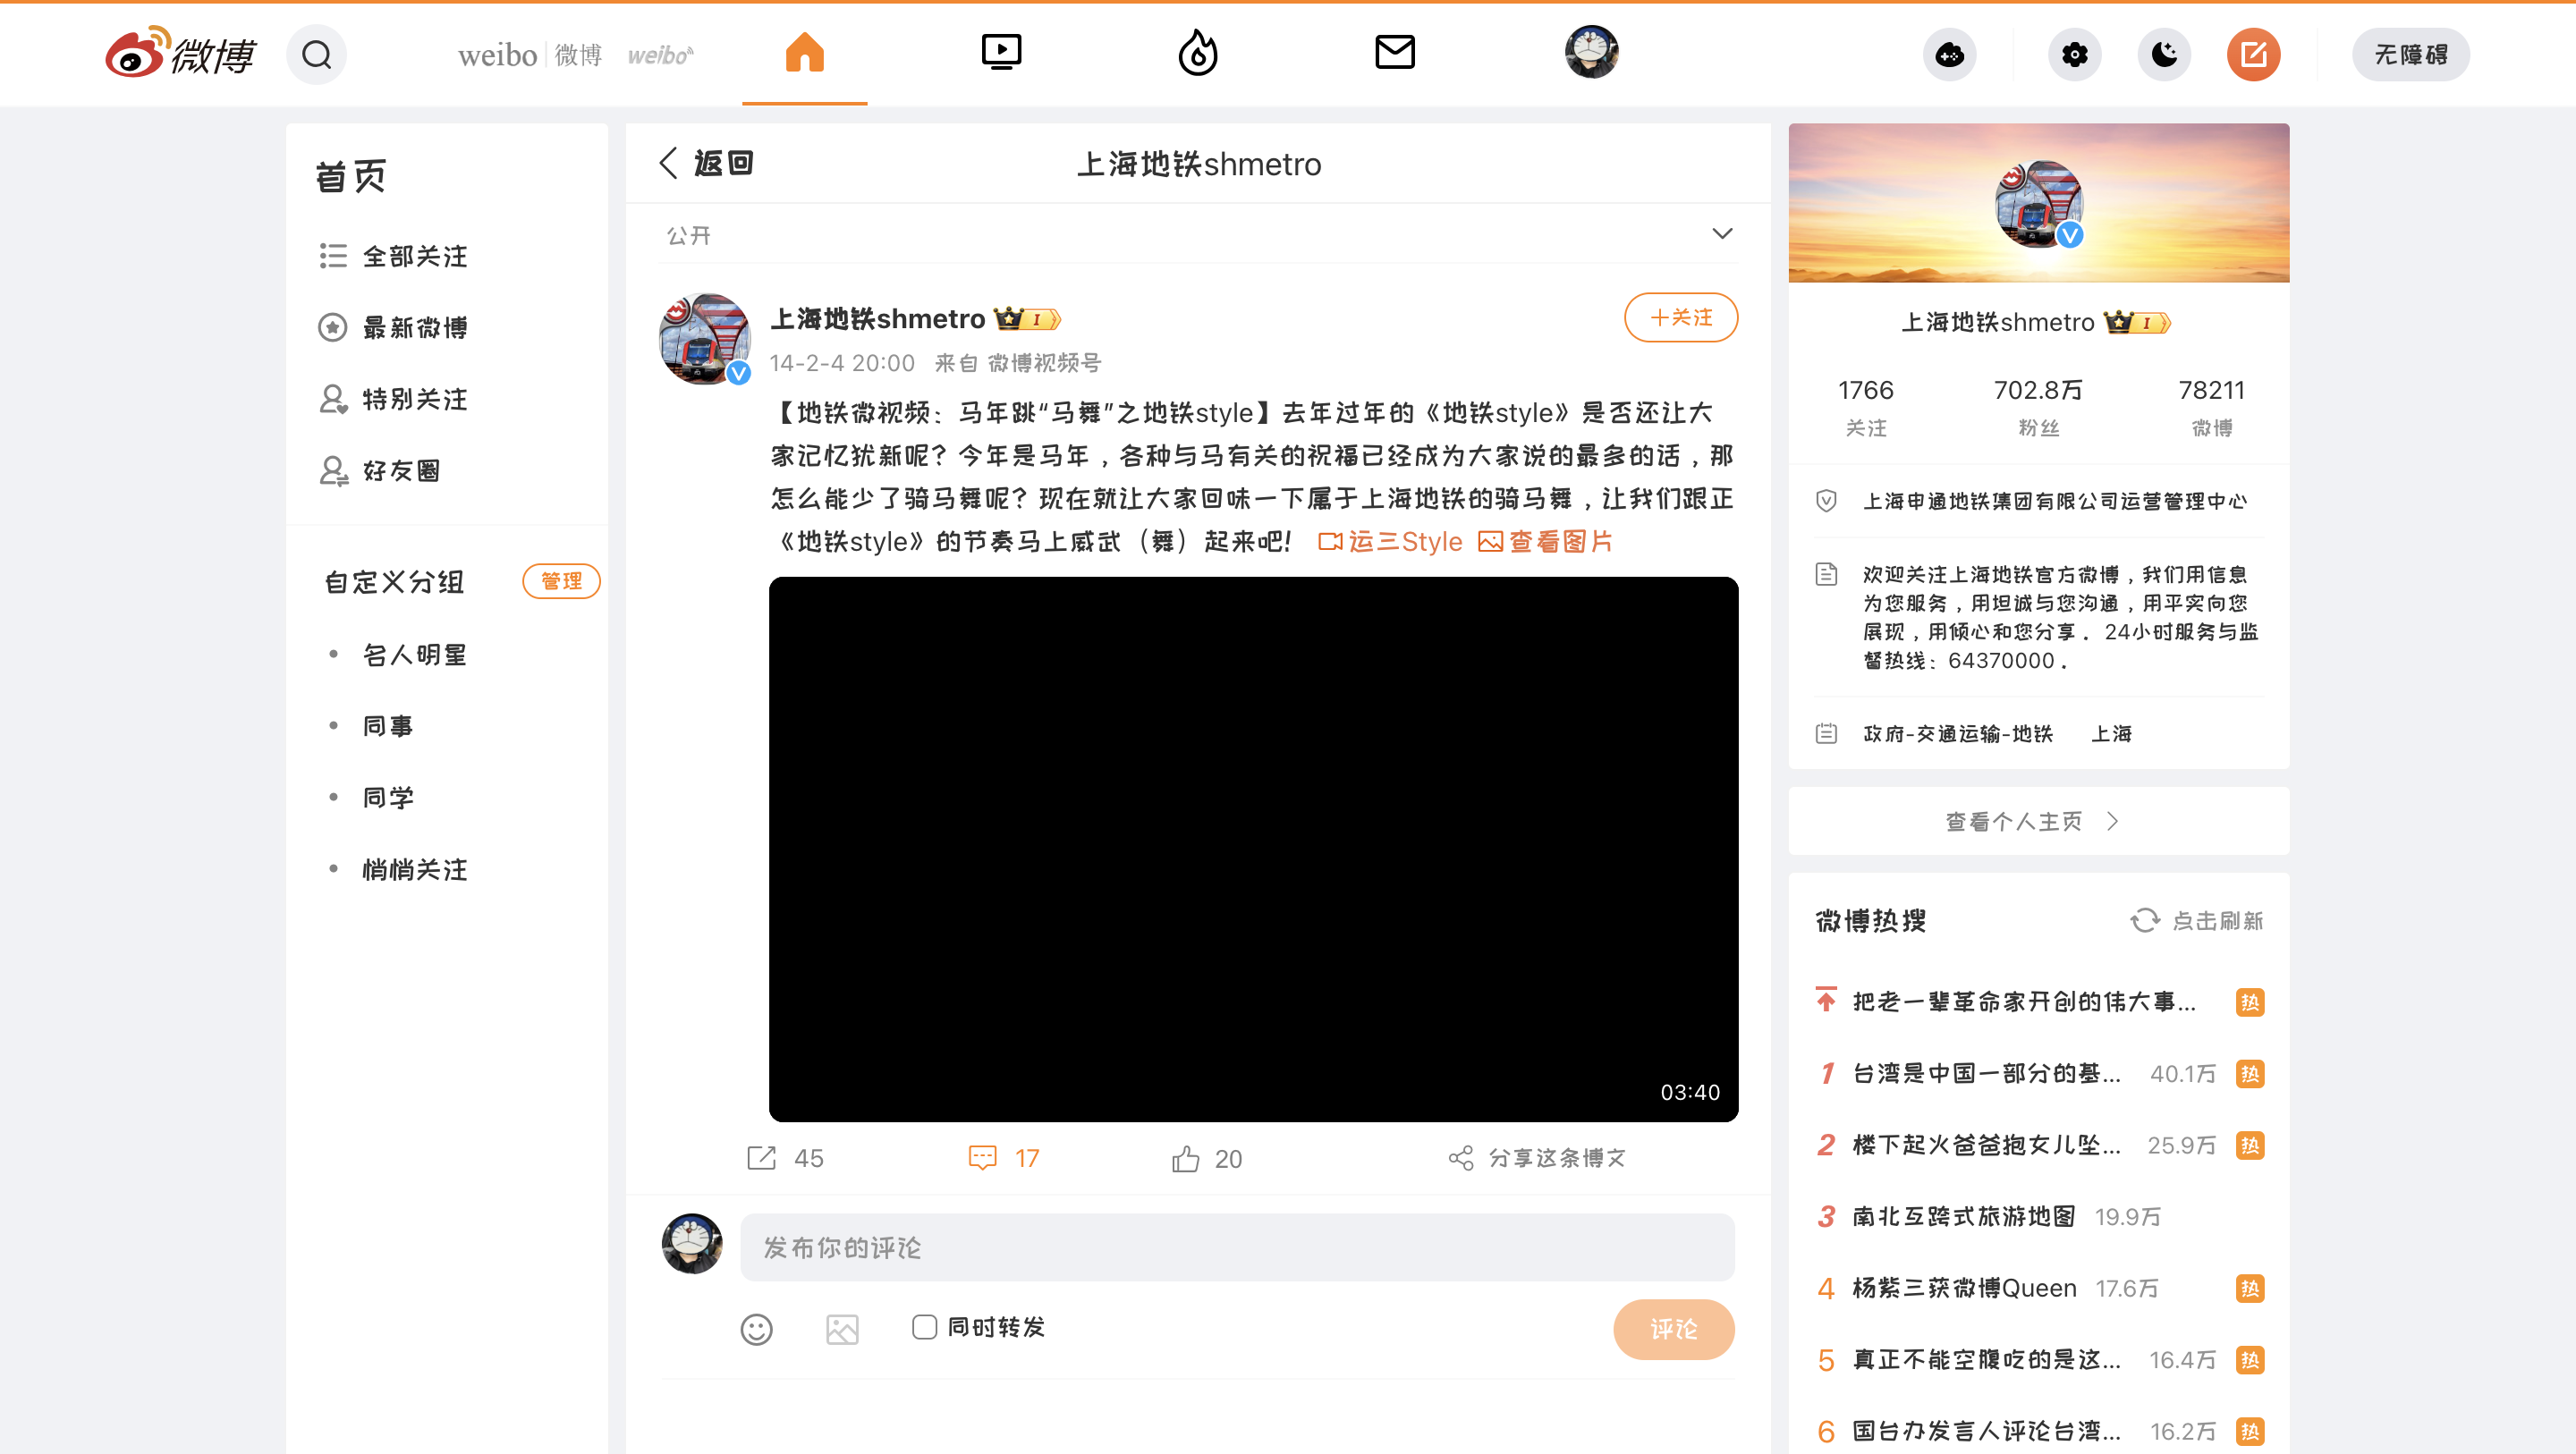 微博
weibo 微博 weibo
无障碍
首页
全部关注
最新微博
特别关注
好友圈
自定义分组 管理
名人明星
同事
同学
悄悄关注
返回 上海地铁shmetro
公开
上海地铁shmetro I
+关注
14-2-4 20:00 来自 微博视频号
【地铁微视频：马年跳“马舞”之地铁style】去年过年的《地铁style》是否还让大
家记忆犹新呢？今年是马年，各种与马有关的祝福已经成为大家说的最多的话，那
怎么能少了骑马舞呢？现在就让大家回味一下属于上海地铁的骑马舞，让我们跟正
《地铁style》的节奏马上威武（舞）起来吧！ 运三Style 查看图片
03:40
45 17 20 分享这条博文
发布你的评论
同时转发 评论
上海地铁shmetro I
1766 702.8万 78211
关注 粉丝 微博
上海申通地铁集团有限公司运营管理中心
欢迎关注上海地铁官方微博，我们用信息
为您服务，用坦诚与您沟通，用平实向您
展现，用倾心和您分享。24小时服务与监
督热线：64370000。
政府-交通运输-地铁 上海
查看个人主页
微博热搜 点击刷新
把老一辈革命家开创的伟大事... 热
1 台湾是中国一部分的基... 40.1万 热
2 楼下起火爸爸抱女儿坠... 25.9万 热
3 南北互跨式旅游地图 19.9万
4 杨紫三获微博Queen 17.6万 热
5 真正不能空腹吃的是这... 16.4万 热
6 国台办发言人评论台湾... 16.2万 热